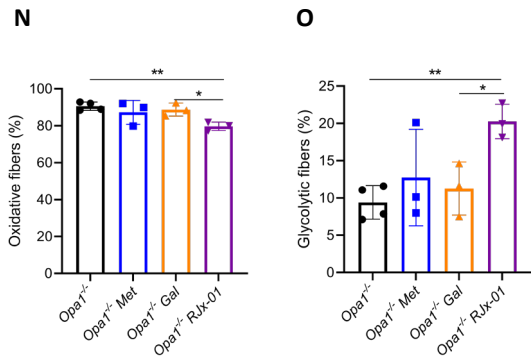 N
O
**
*
100
80
60
40
20
0
Oxidative fibers (%)
Opa1-/-
Opa1-/- Met
Opa1-/- Gal
Opa1-/- RJx-01
**
*
25
20
15
10
5
0
Glycolytic fibers (%)
Opa1-/-
Opa1-/- Met
Opa1-/- Gal
Opa1-/- RJx-01